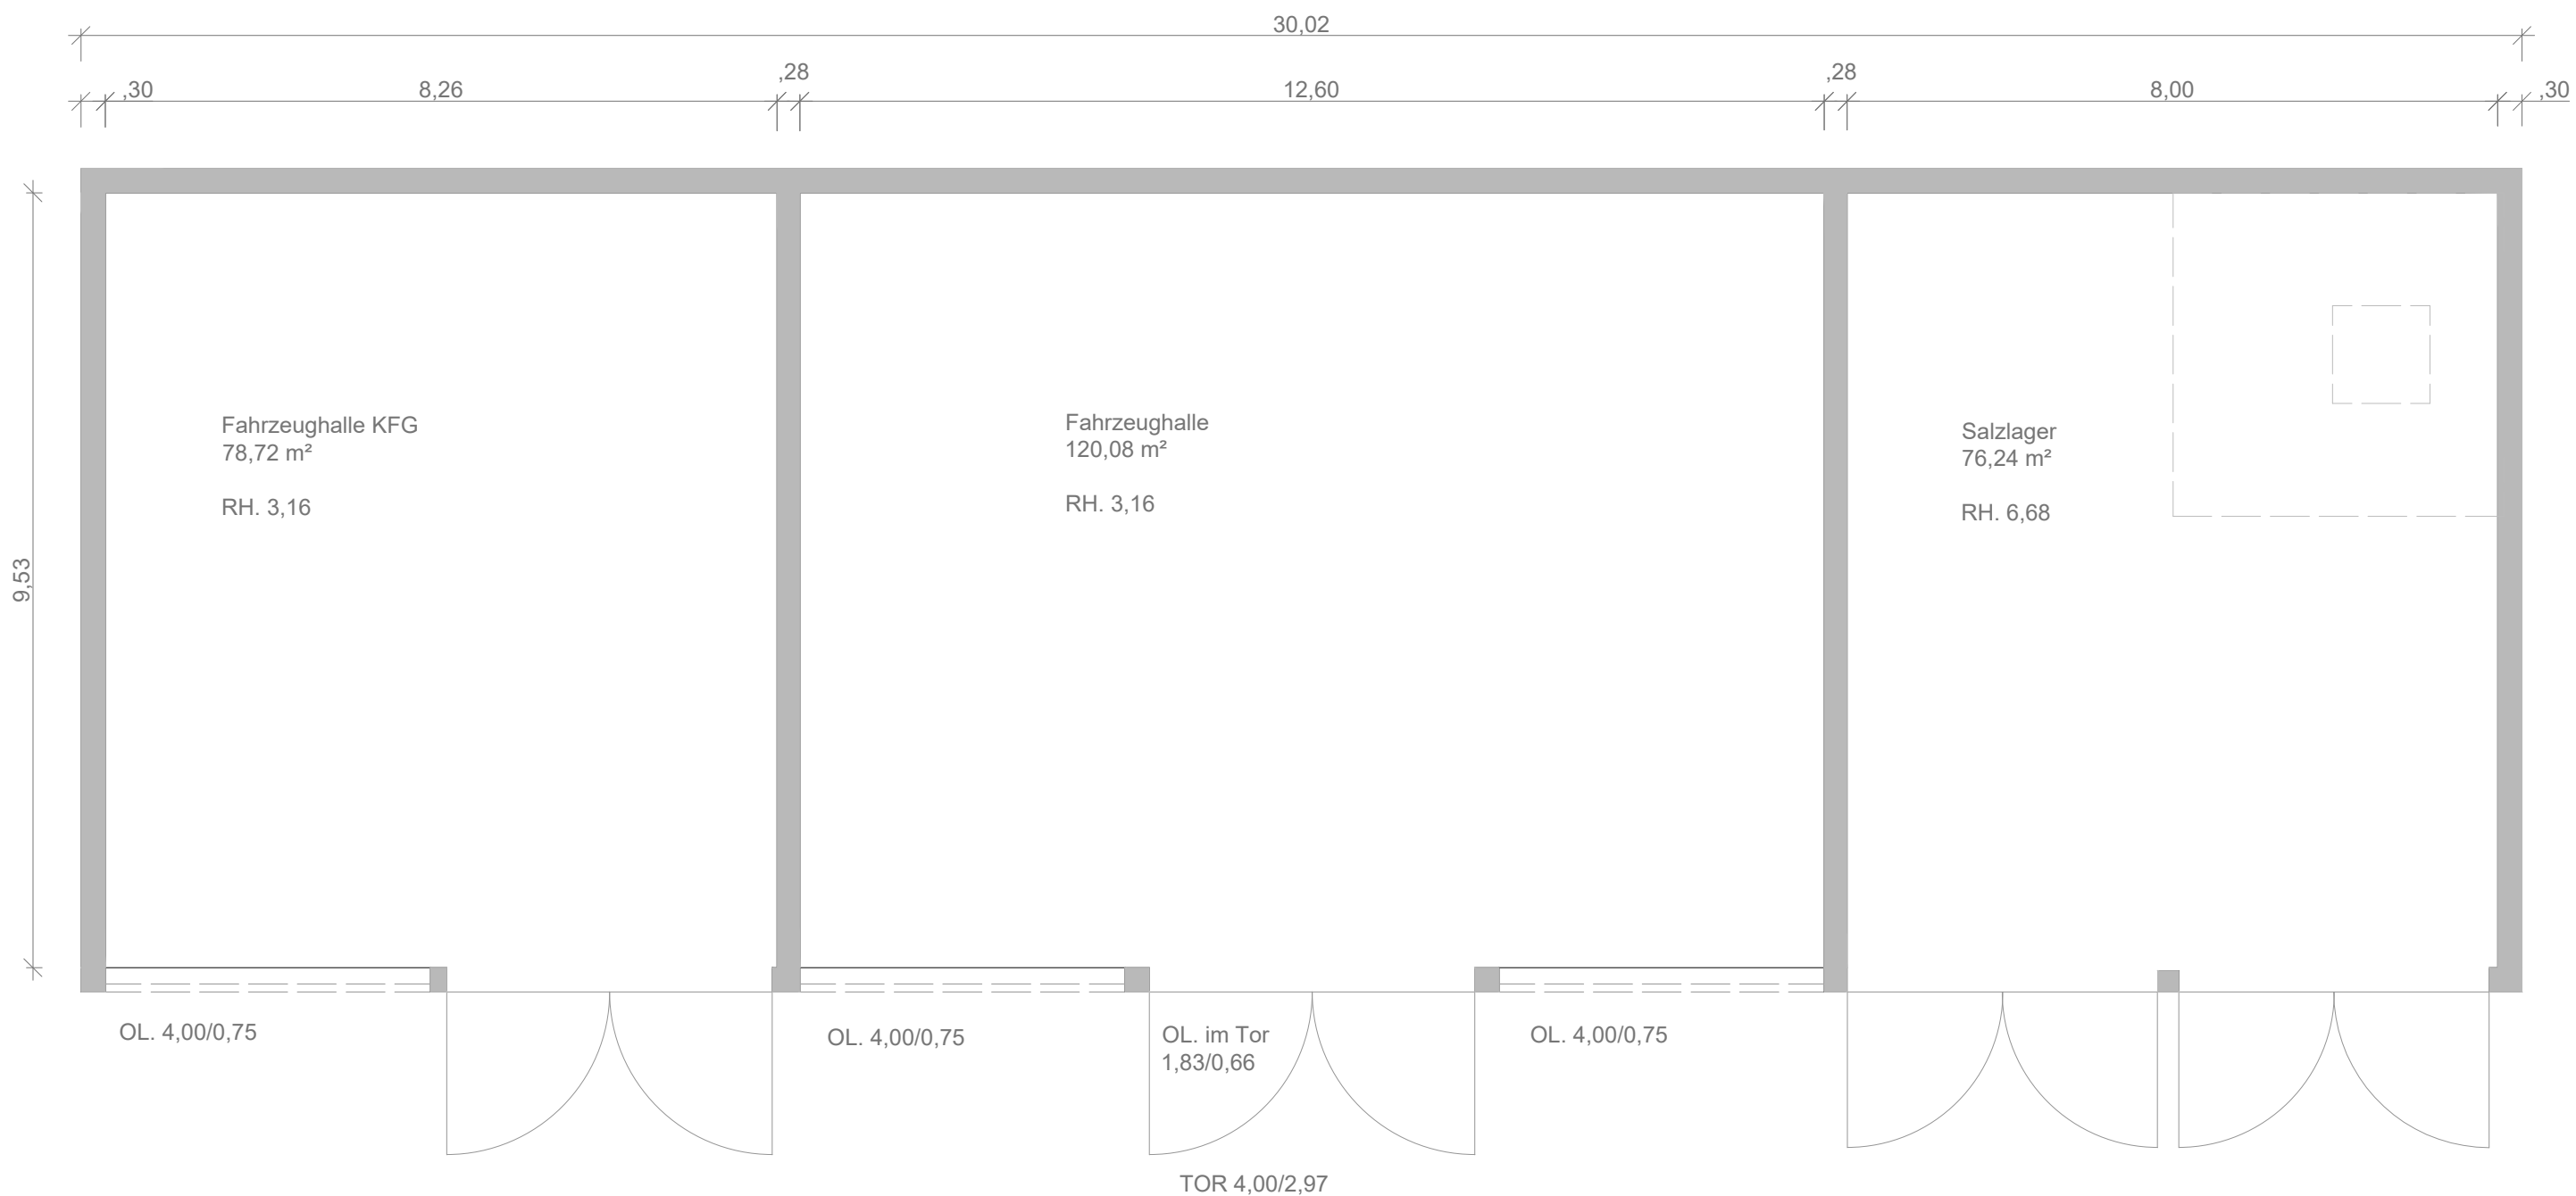 30,02
,30
8,26
,28
12,60
,28
8,00
,30
9,53
Fahrzeughalle KFG
78,72 m²
RH. 3,16
Fahrzeughalle
120,08 m²
RH. 3,16
Salzlager
76,24 m²
RH. 6,68
OL. 4,00/0,75
OL. 4,00/0,75
OL. im Tor
1,83/0,66
OL. 4,00/0,75
TOR 4,00/2,97